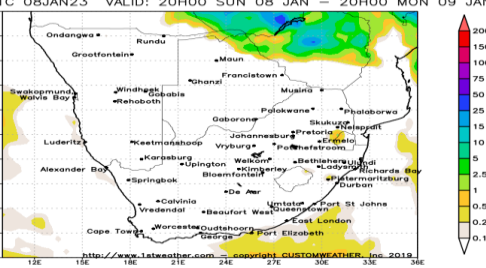 TC 08JAN23 VALID: 20H00 SUN 08 JAN – 20H00 MON 09 JAN
Ondangwa
Rundu
Grootfontein
Maun
Francistown
Ghanzi
Swakopmund
Windhoek
Gobabis
Walvis Bay
Rehoboth
Musina
Polokwane
Phalaborwa
Gaborone
Skukuza
Nelspruit
Pretoria
Johannesburg
Ermelo
Potchefstroom
Luderitz
Keetmanshoop
Vryburg
Karasburg
Upington
Welkom
Bethlehem
Ulundi
Ladysmith
Alexander Bay
Kimberley
Richards Bay
Bloemfontein
Springbok
Pietermaritzburg
Durban
De Aar
Calvinia
Vredendal
Umtata
Port St Johns
Queenstown
Beaufort West
East London
Cape Town
Worcester
Oudtshoorn
George
Port Elizabeth
http://www.1stweather.com – copyright CUSTOMWEATHER, Inc 2019
12E 15E 18E 21E 24E 27E 30E 33E 36E
200
150
100
75
50
25
15
10
5
2
1
0.5
0.2
0.1